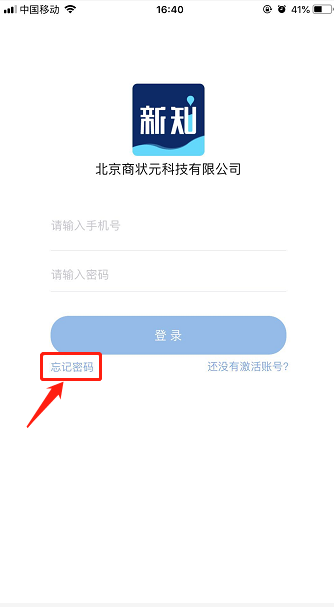 中国移动 16:40 41%
新知
北京商状元科技有限公司
请输入手机号
请输入密码
登录
忘记密码 还没有激活账号?